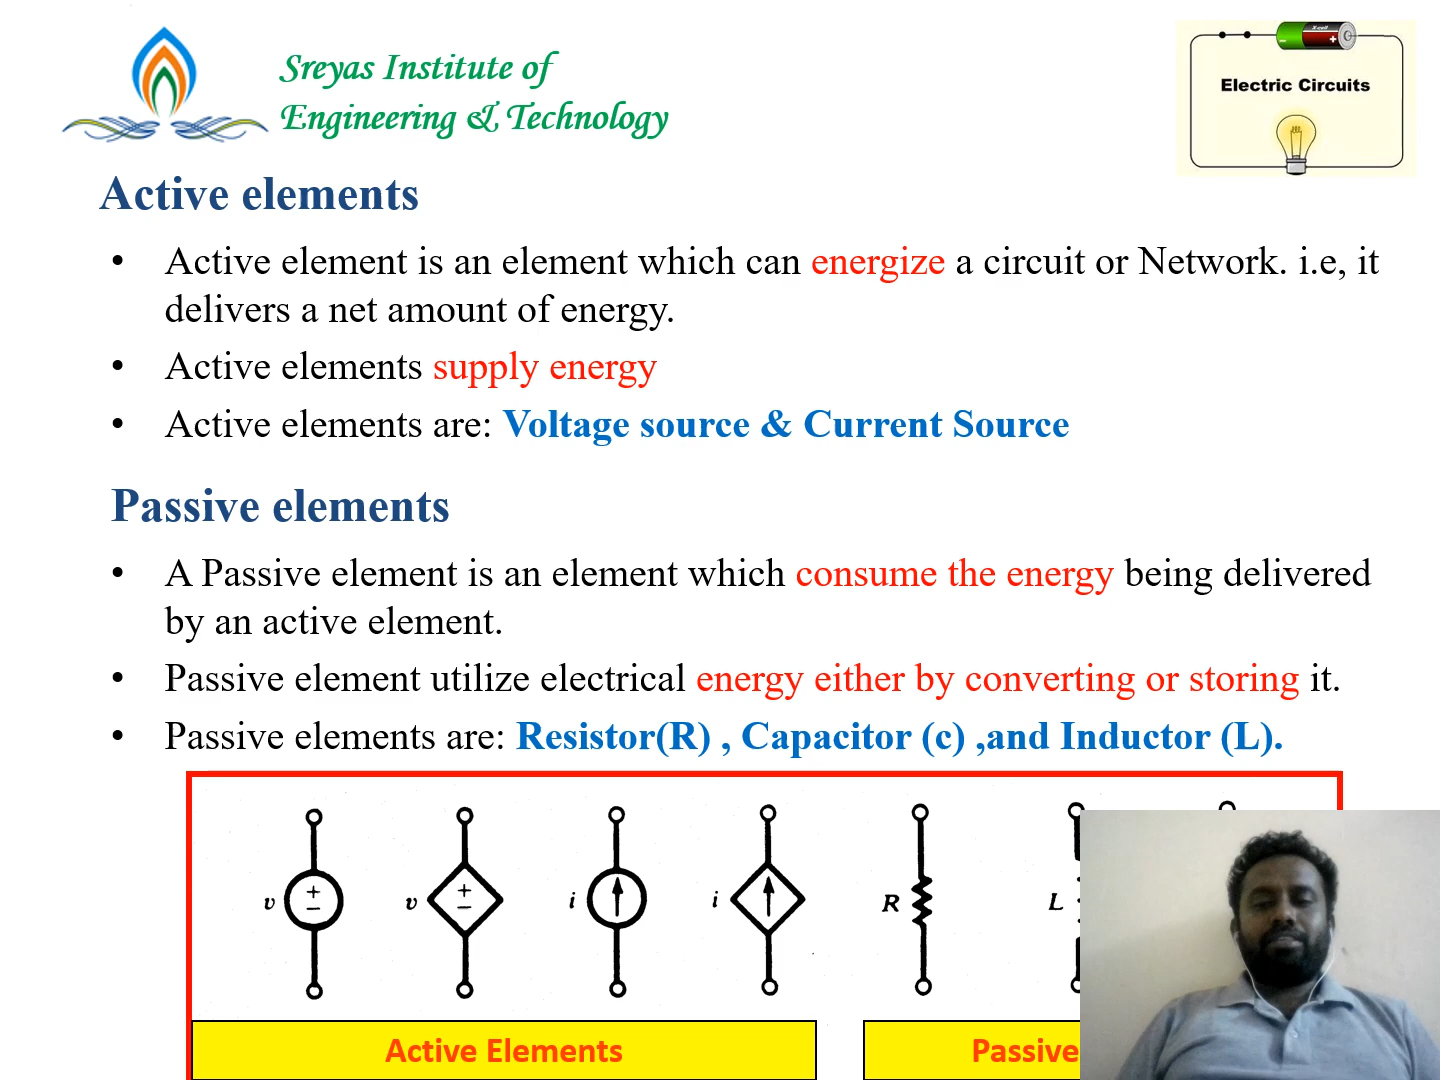 Sreyas Institute of
Engineering & Technology
X-cell
- +
Electric Circuits
Active elements
• Active element is an element which can energize a circuit or Network. i.e, it
delivers a net amount of energy.
• Active elements supply energy
• Active elements are: Voltage source & Current Source
Passive elements
• A Passive element is an element which consume the energy being delivered
by an active element.
• Passive element utilize electrical energy either by converting or storing it.
• Passive elements are: Resistor(R) , Capacitor (c) ,and Inductor (L).
v + − v + − i i R L
Active Elements
Passive